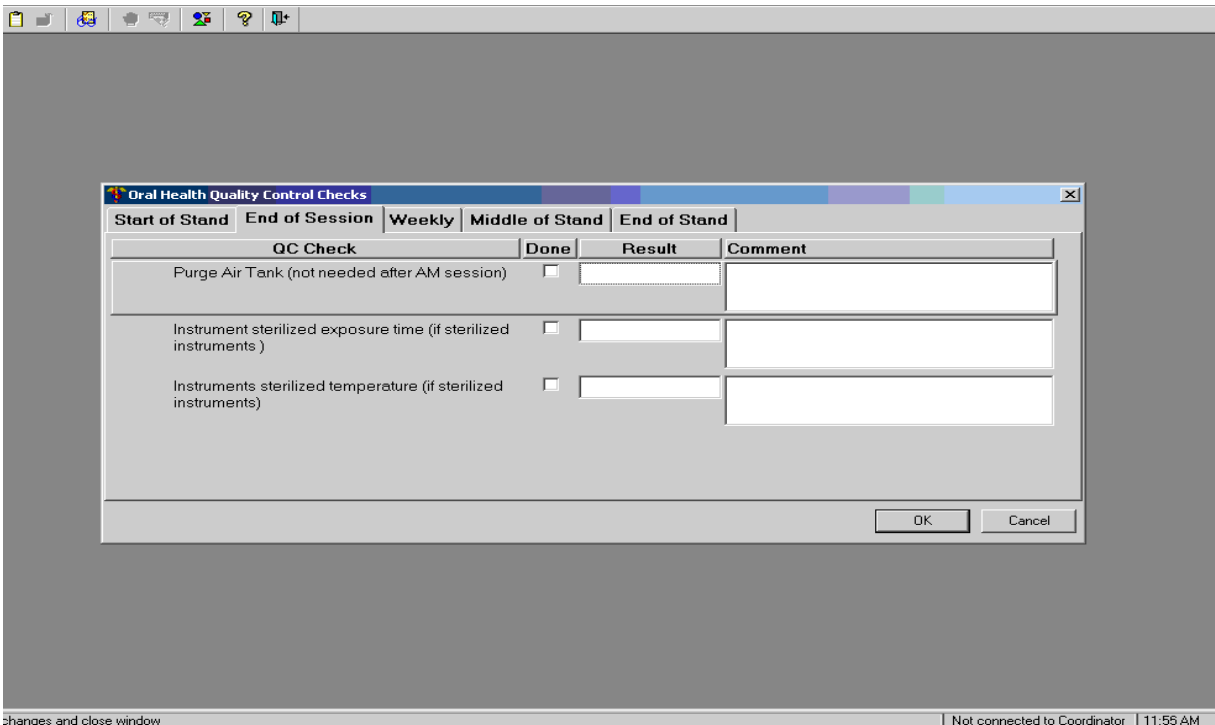 Oral Health Quality Control Checks
Start of Stand End of Session Weekly Middle of Stand End of Stand
QC Check Done Result Comment
Purge Air Tank (not needed after AM session)
Instrument sterilized exposure time (if sterilized
instruments )
Instruments sterilized temperature (if sterilized
instruments)
OK Cancel
changes and close window Not connected to Coordinator 11:55 AM